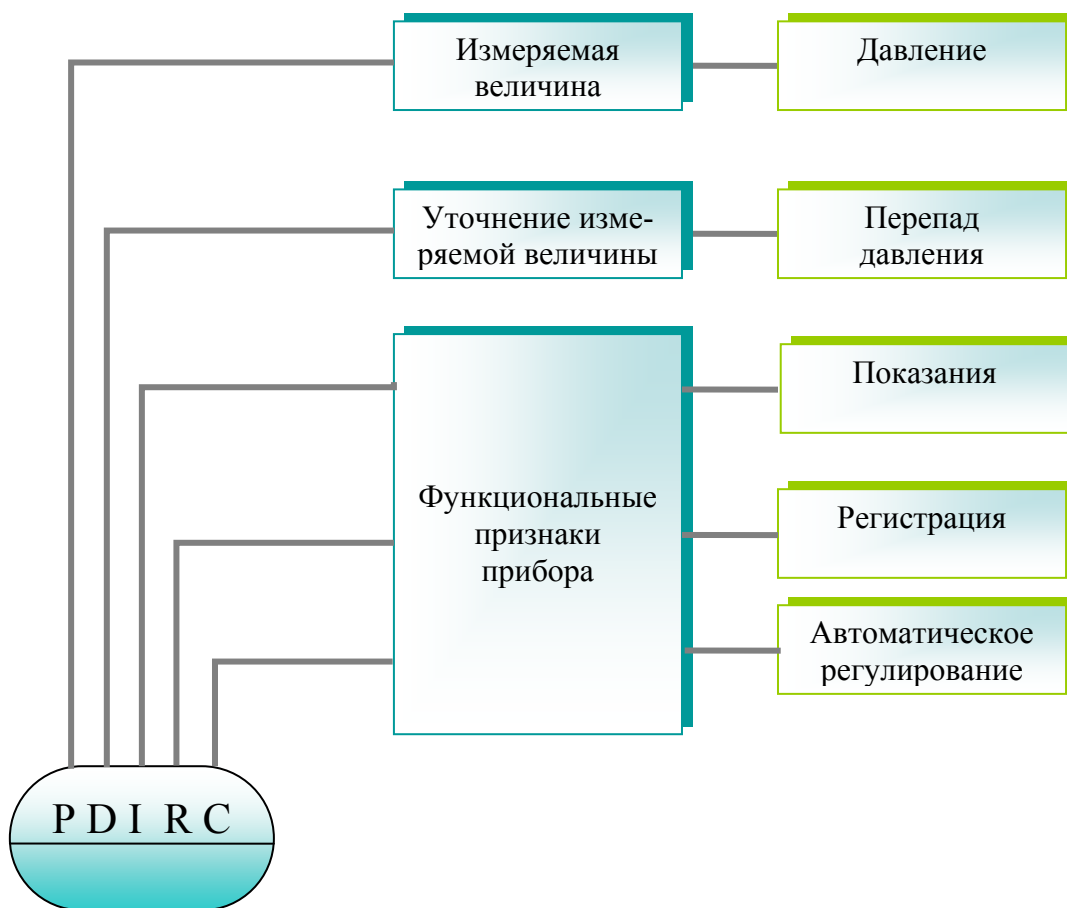 Измеряемая
величина
Давление
Уточнение изме-
ряемой величины
Перепад
давления
Функциональные
признаки
прибора
Показания
Регистрация
Автоматическое
регулирование
P D I R C